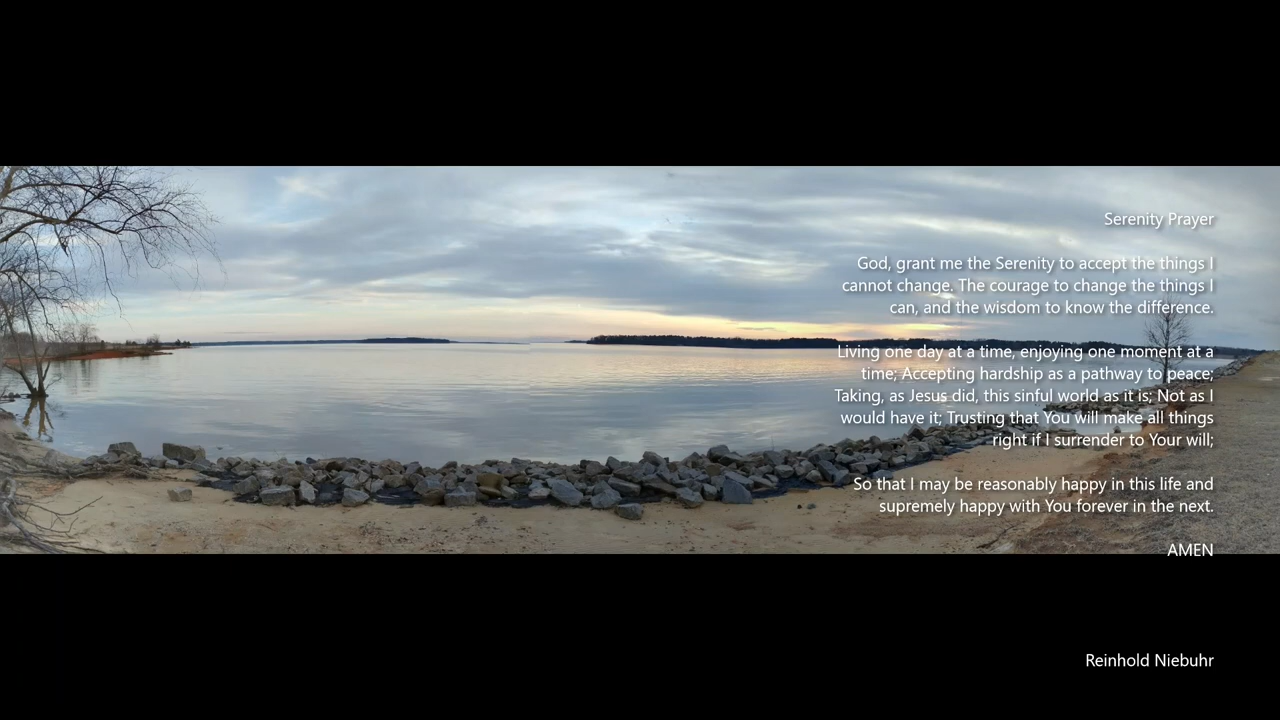 Serenity Prayer
God, grant me the Serenity to accept the things I
cannot change. The courage to change the things I
can, and the wisdom to know the difference.
Living one day at a time, enjoying one moment at a
time; Accepting hardship as a pathway to peace;
Taking, as Jesus did, this sinful world as it is; Not as I
would have it; Trusting that You will make all things
right if I surrender to Your will;
So that I may be reasonably happy in this life and
supremely happy with You forever in the next.
AMEN
Reinhold Niebuhr